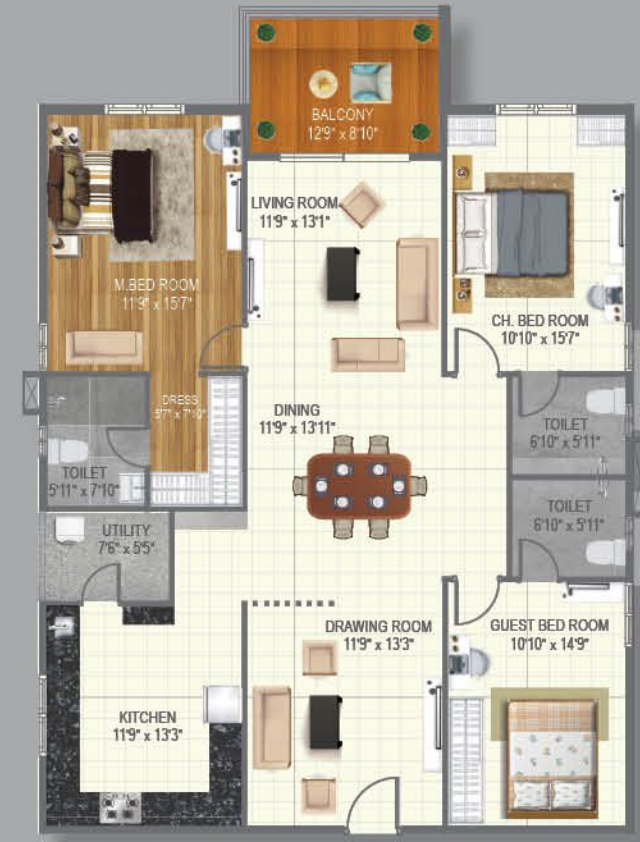 BALCONY
12'9" x 8'10"
LIVING ROOM
11'9" x 13'1"
M.BED ROOM
11'9" x 15'7"
CH. BED ROOM
10'10" x 15'7"
DRESS
5'7" x 7'10"
DINING
11'9" x 13'11"
TOILET
6'10" x 5'11"
TOILET
5'11" x 7'10"
TOILET
6'10" x 5'11"
UTILITY
7'6" x 5'5"
DRAWING ROOM
11'9" x 13'3"
GUEST BED ROOM
10'10" x 14'9"
KITCHEN
11'9" x 13'3"